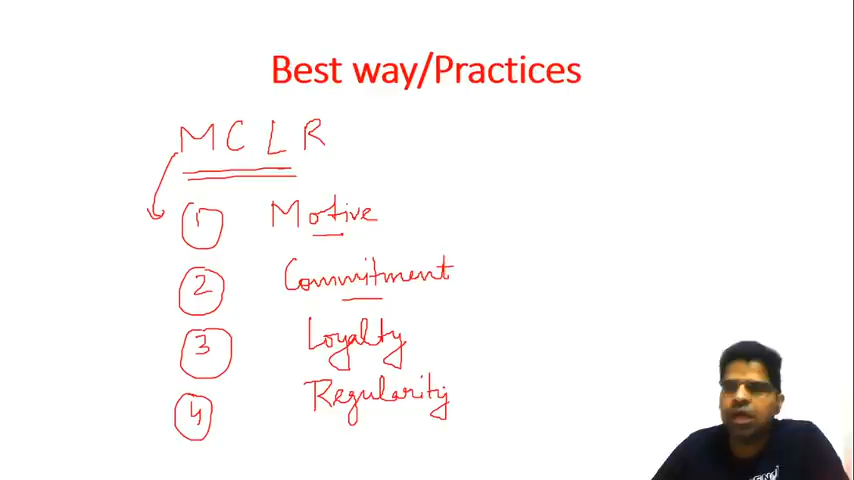 Best way/Practices
MCLR
1 Motive
2 Commitment
3 Loyalty
4 Regularity